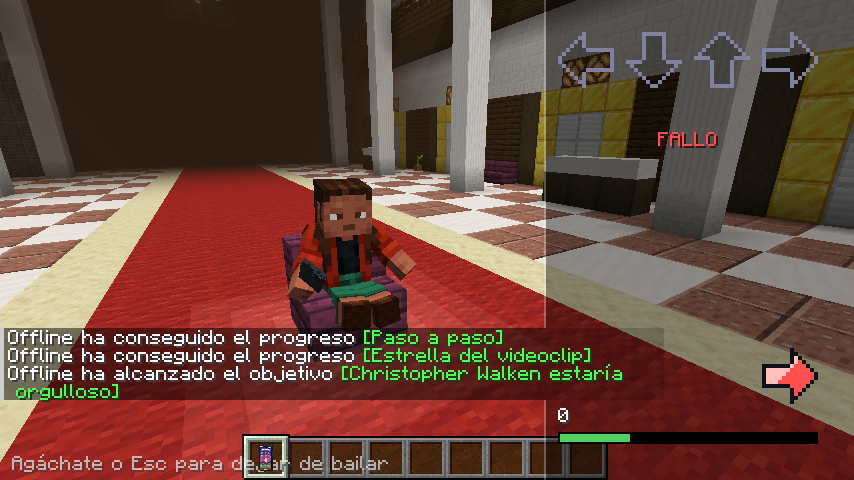 FALLO
Offline ha conseguido el progreso [Paso a paso]
Offline ha conseguido el progreso [Estrella del videoclip]
Offline ha alcanzado el objetivo [Christopher Walken estaría
orgulloso]
0
Agáchate o Esc para dejar de bailar